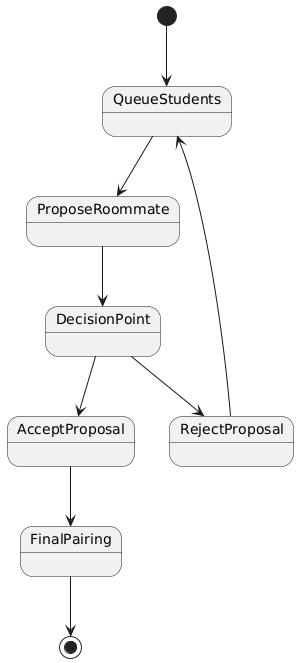 QueueStudents
ProposeRoommate
DecisionPoint
AcceptProposal
RejectProposal
FinalPairing